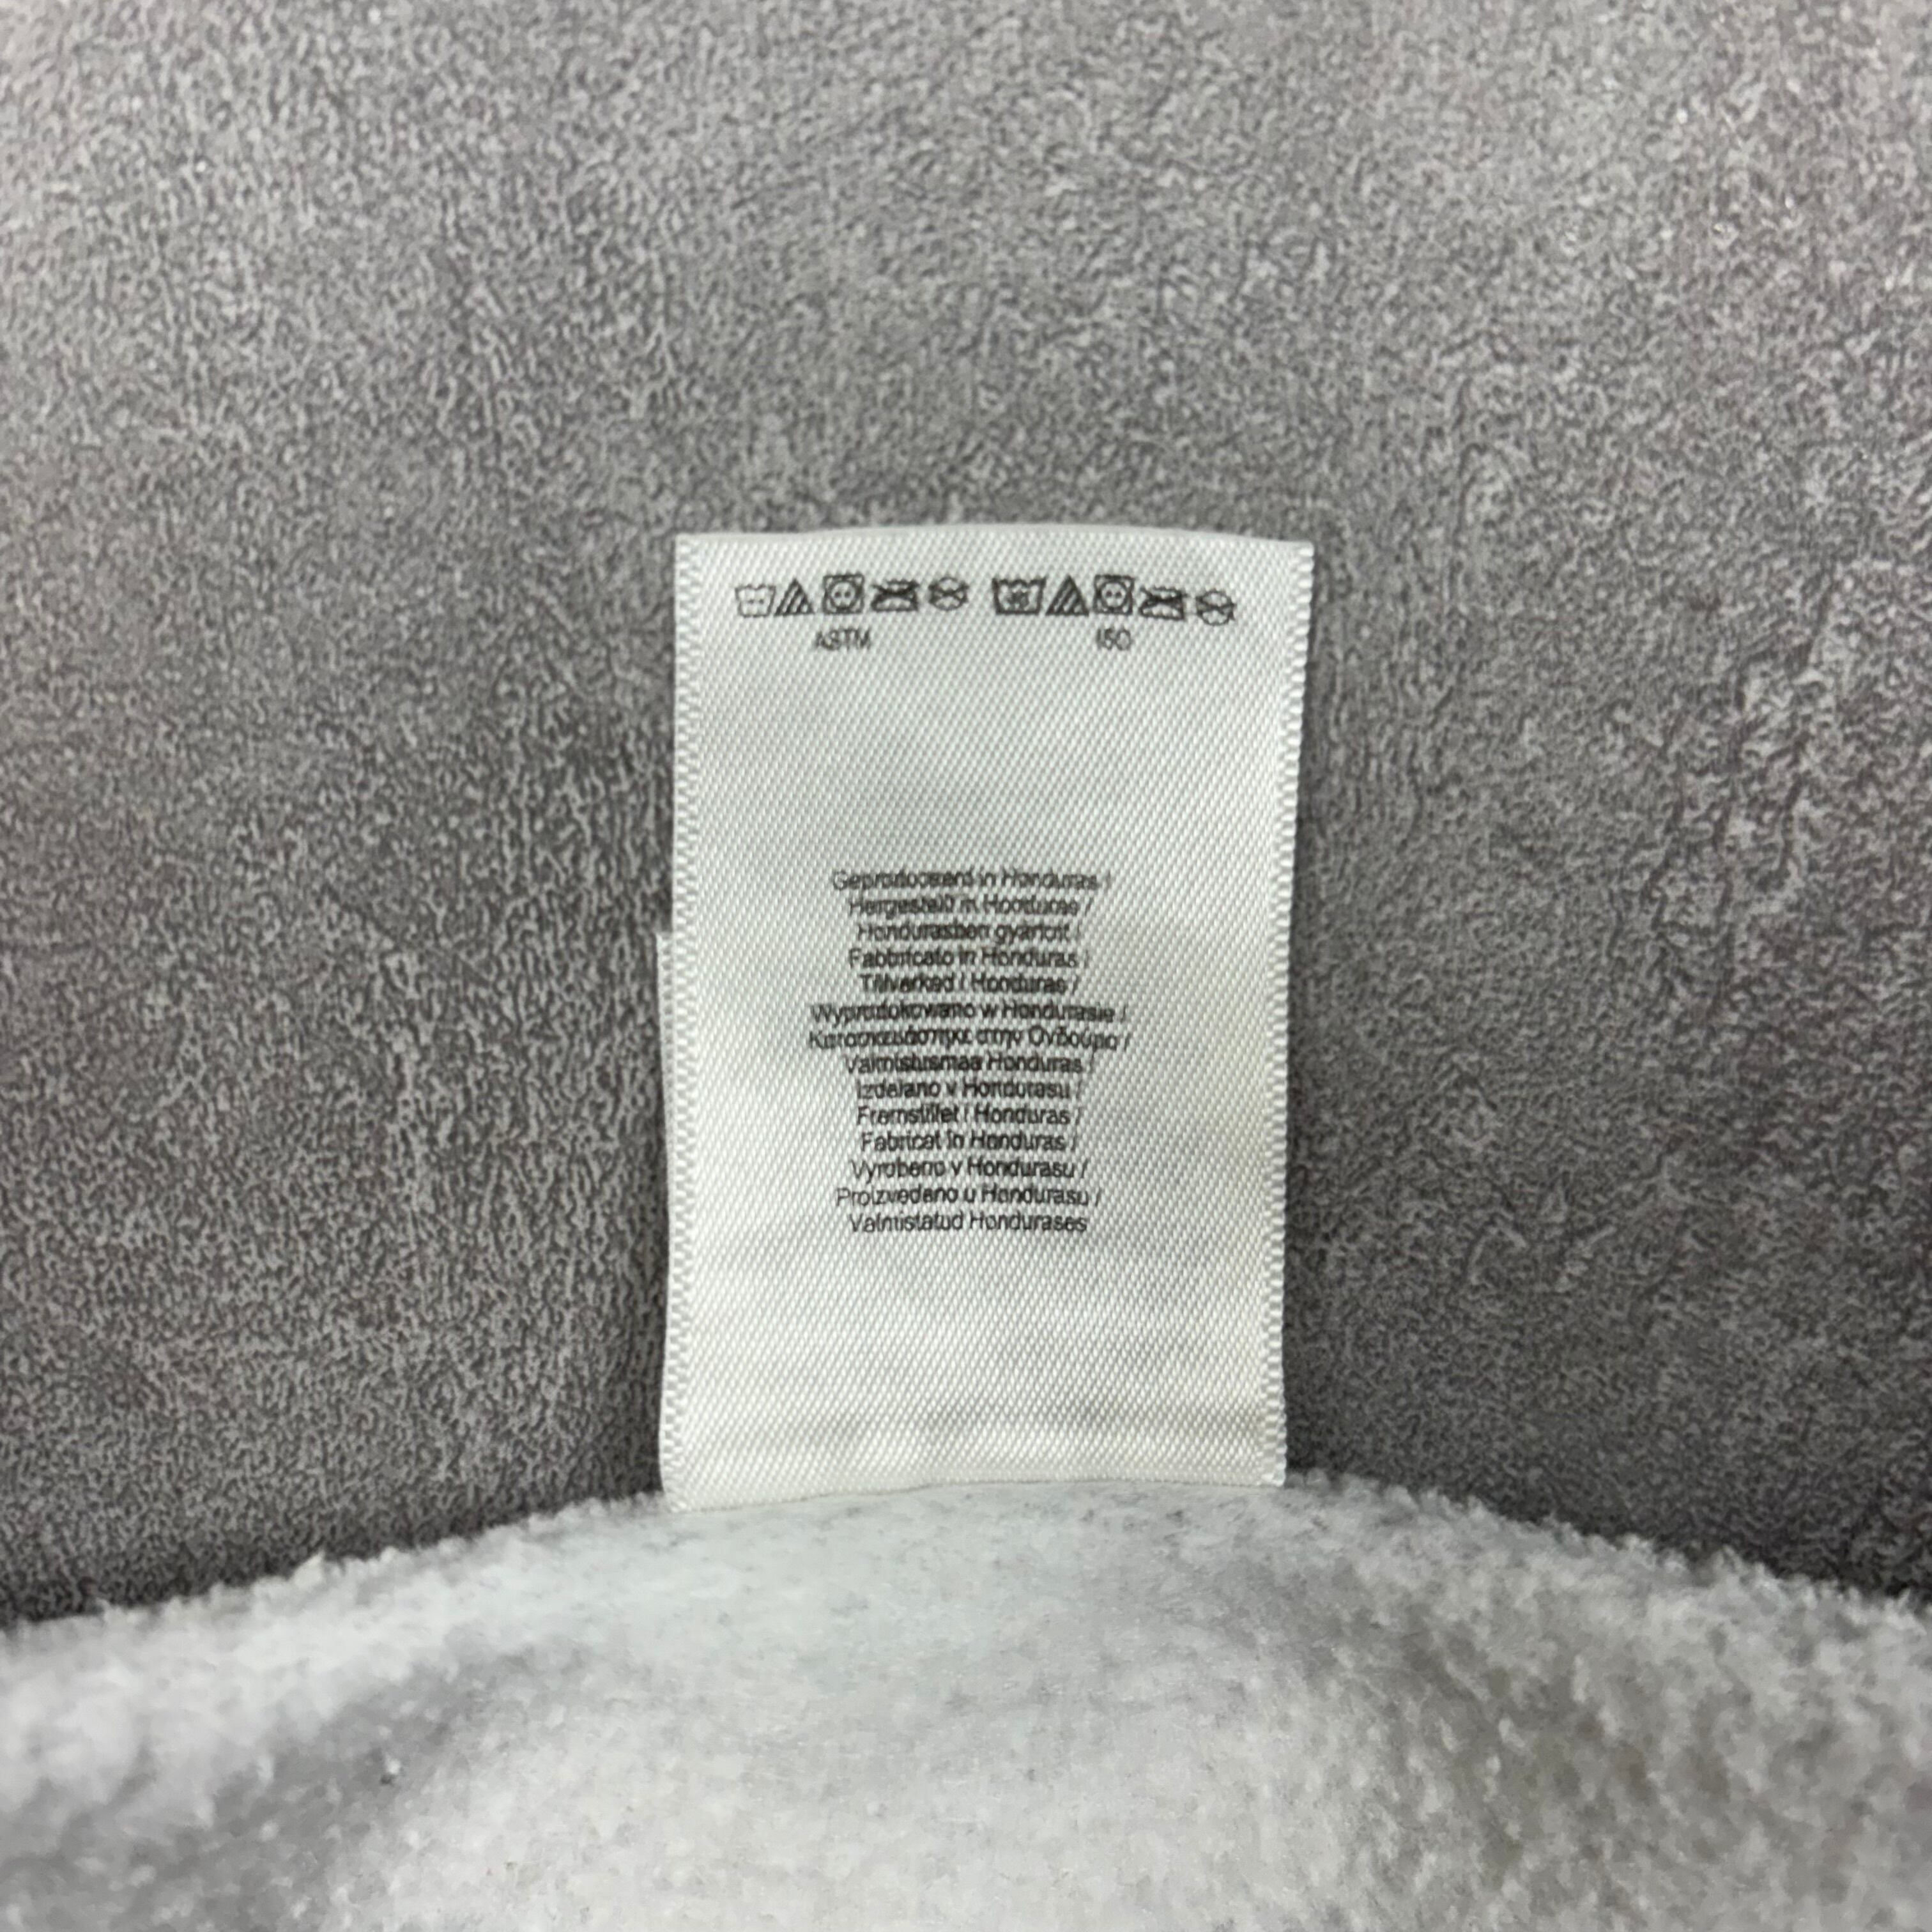 ASTM ISO
Geproduceerd in Honduras /
Hergestellt in Honduras /
Hondurasban gyártott /
Fabbricato in Honduras /
Tillverkad i Honduras /
Wyprodukowano w Hondurasie /
Κατασκευάστηκε στην Ονδούρα /
Valmistusmaa Honduras /
Izdelano v Hondurasu /
Fremstillet i Honduras /
Fabricat în Honduras /
Vyrobeno v Hondurasu /
Proizvedeno u Hondurasu /
Valmistatud Hondurases